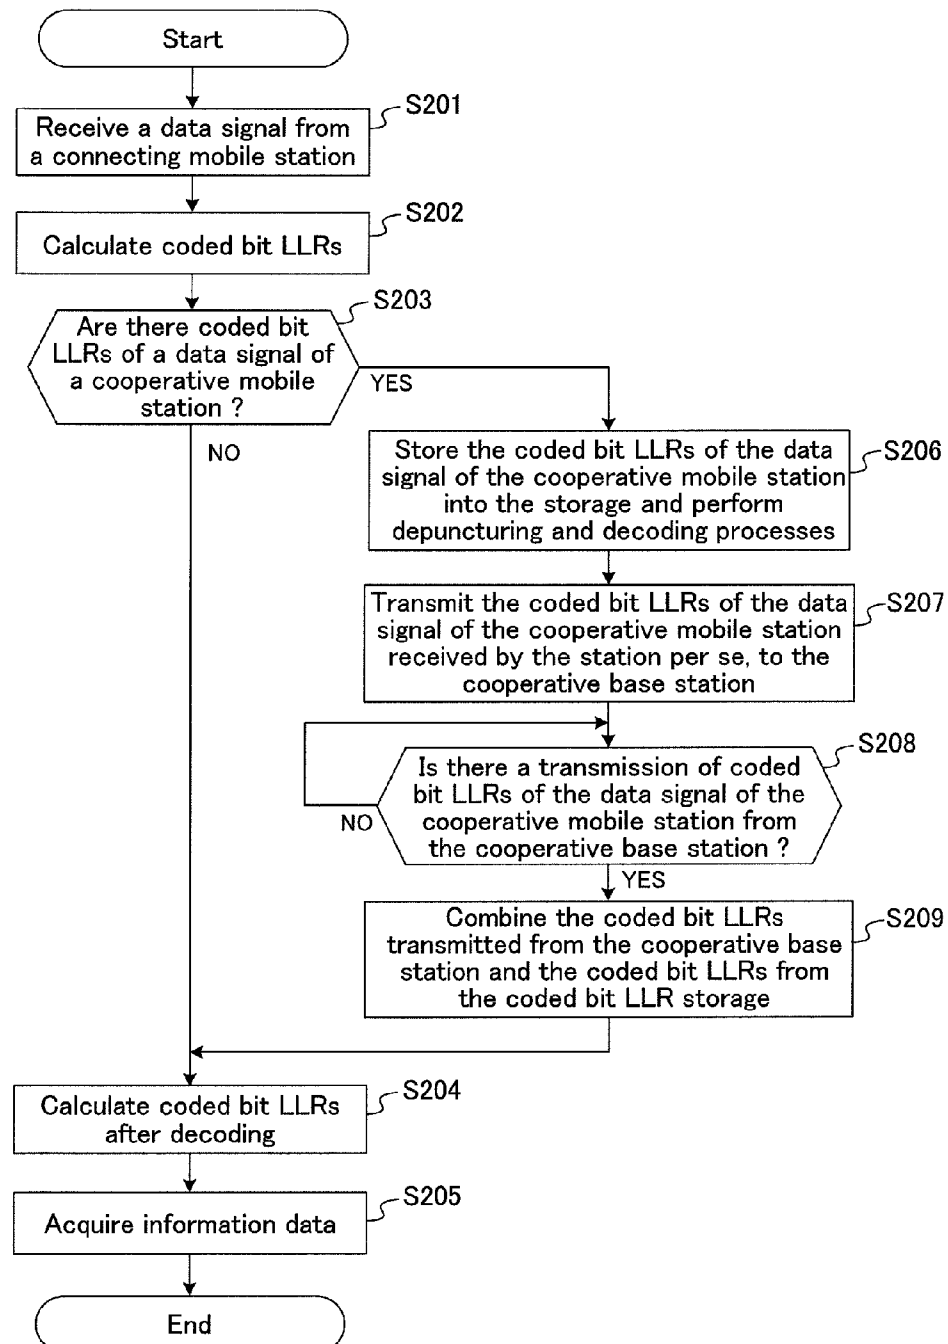 Start
S201
Receive a data signal from
a connecting mobile station
S202
Calculate coded bit LLRs
S203
Are there coded bit
LLRs of a data signal of
a cooperative mobile
station ?
YES
NO
S206
Store the coded bit LLRs of the data
signal of the cooperative mobile station
into the storage and perform
depuncturing and decoding processes
S207
Transmit the coded bit LLRs of the data
signal of the cooperative mobile station
received by the station per se, to the
cooperative base station
S208
Is there a transmission of coded
bit LLRs of the data signal of the
cooperative mobile station from
the cooperative base station ?
NO
YES
S209
Combine the coded bit LLRs
transmitted from the cooperative base
station and the coded bit LLRs from
the coded bit LLR storage
S204
Calculate coded bit LLRs
after decoding
S205
Acquire information data
End